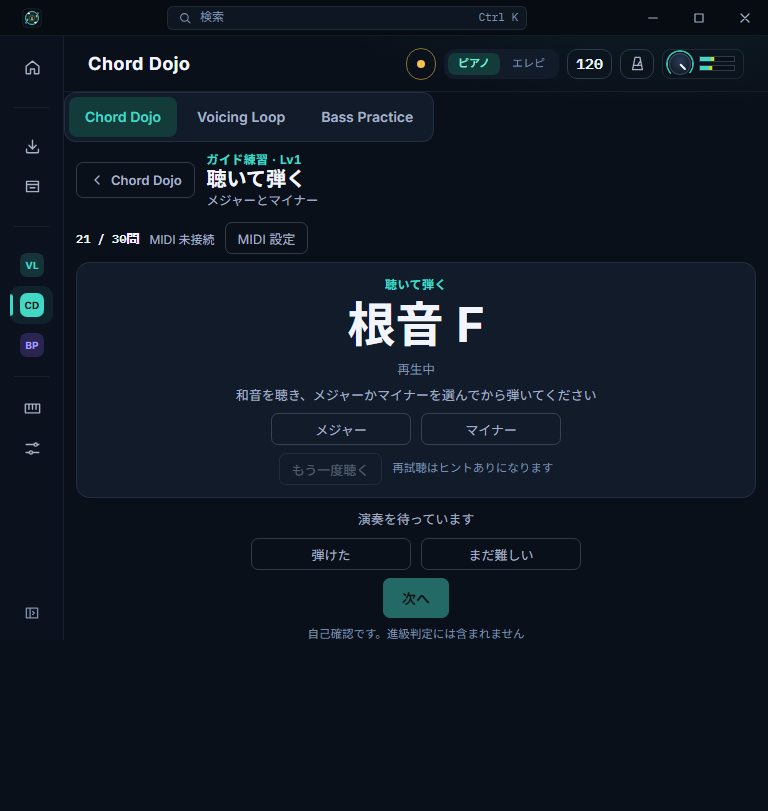 検索 Ctrl K
Chord Dojo
ピアノ エレピ 120
Chord Dojo Voicing Loop Bass Practice
Chord Dojo
ガイド練習 · Lv1
聴いて弾く
メジャーとマイナー
21 / 30問 MIDI 未接続 MIDI 設定
VL
CD
BP
聴いて弾く
根音 F
再生中
和音を聴き、メジャーかマイナーを選んでから弾いてください
メジャー マイナー
もう一度聴く 再試聴はヒントありになります
演奏を待っています
弾けた まだ難しい
次へ
自己確認です。進級判定には含まれません